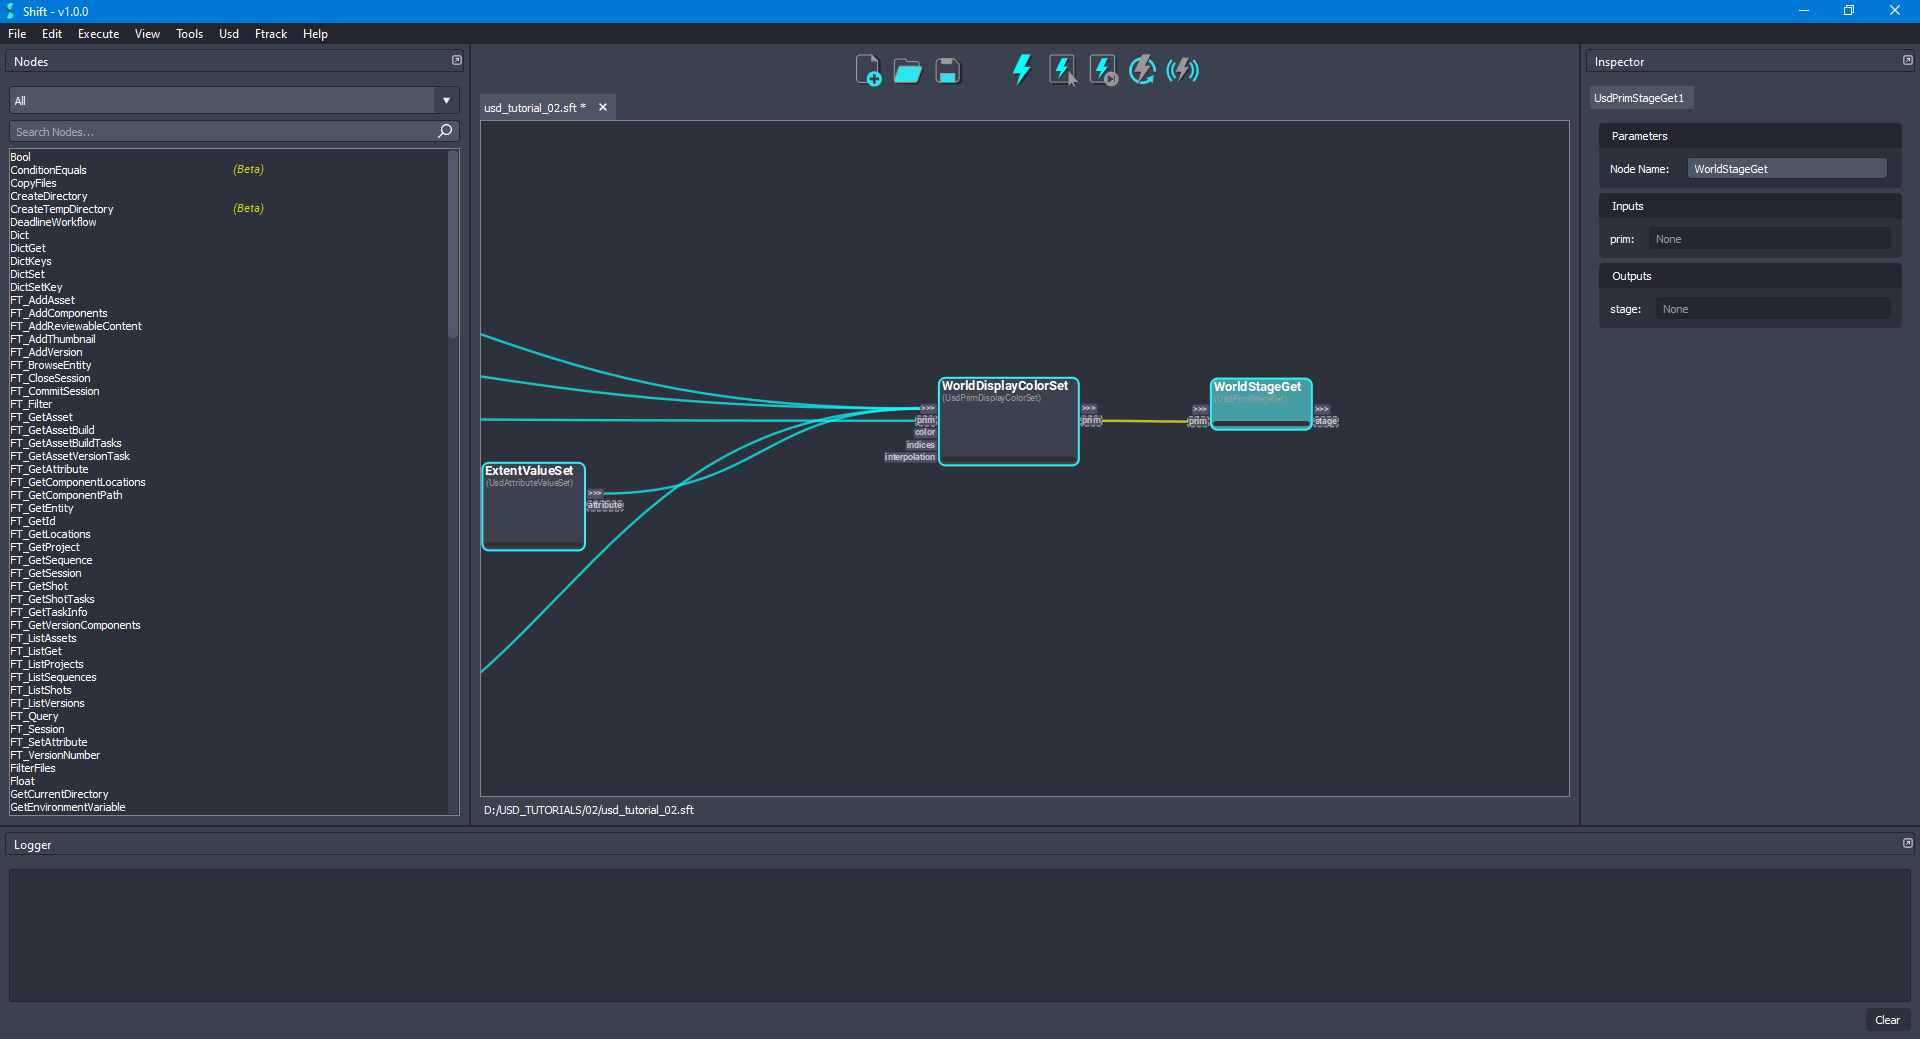 Shift - v1.0.0
File Edit Execute View Tools Usd Ftrack Help
Nodes
All
Search Nodes...
Bool
ConditionEquals (Beta)
CopyFiles
CreateDirectory
CreateTempDirectory (Beta)
DeadlineWorkflow
Dict
DictGet
DictKeys
DictSet
DictSetKey
FT_AddAsset
FT_AddComponents
FT_AddReviewableContent
FT_AddThumbnail
FT_AddVersion
FT_BrowseEntity
FT_CloseSession
FT_CommitSession
FT_Filter
FT_GetAsset
FT_GetAssetBuild
FT_GetAssetBuildTasks
FT_GetAssetVersionTask
FT_GetAttribute
FT_GetComponentLocations
FT_GetComponentPath
FT_GetEntity
FT_GetId
FT_GetLocations
FT_GetProject
FT_GetSequence
FT_GetSession
FT_GetShot
FT_GetShotTasks
FT_GetTaskInfo
FT_GetVersionComponents
FT_ListAssets
FT_ListGet
FT_ListProjects
FT_ListSequences
FT_ListShots
FT_ListVersions
FT_Query
FT_Session
FT_SetAttribute
FT_VersionNumber
FilterFiles
Float
GetCurrentDirectory
GetEnvironmentVariable
usd_tutorial_02.sft *
WorldDisplayColorSet
(UsdPrimDisplayColorSet)
>>>
prim
color
indices
interpolation
>>>
prim
WorldStageGet
(UsdPrimStageGet)
>>>
prim
>>>
stage
ExtentValueSet
(UsdAttributeValueSet)
>>>
attribute
D:/USD_TUTORIALS/02/usd_tutorial_02.sft
Inspector
UsdPrimStageGet1
Parameters
Node Name: WorldStageGet
Inputs
prim: None
Outputs
stage: None
Logger
Clear